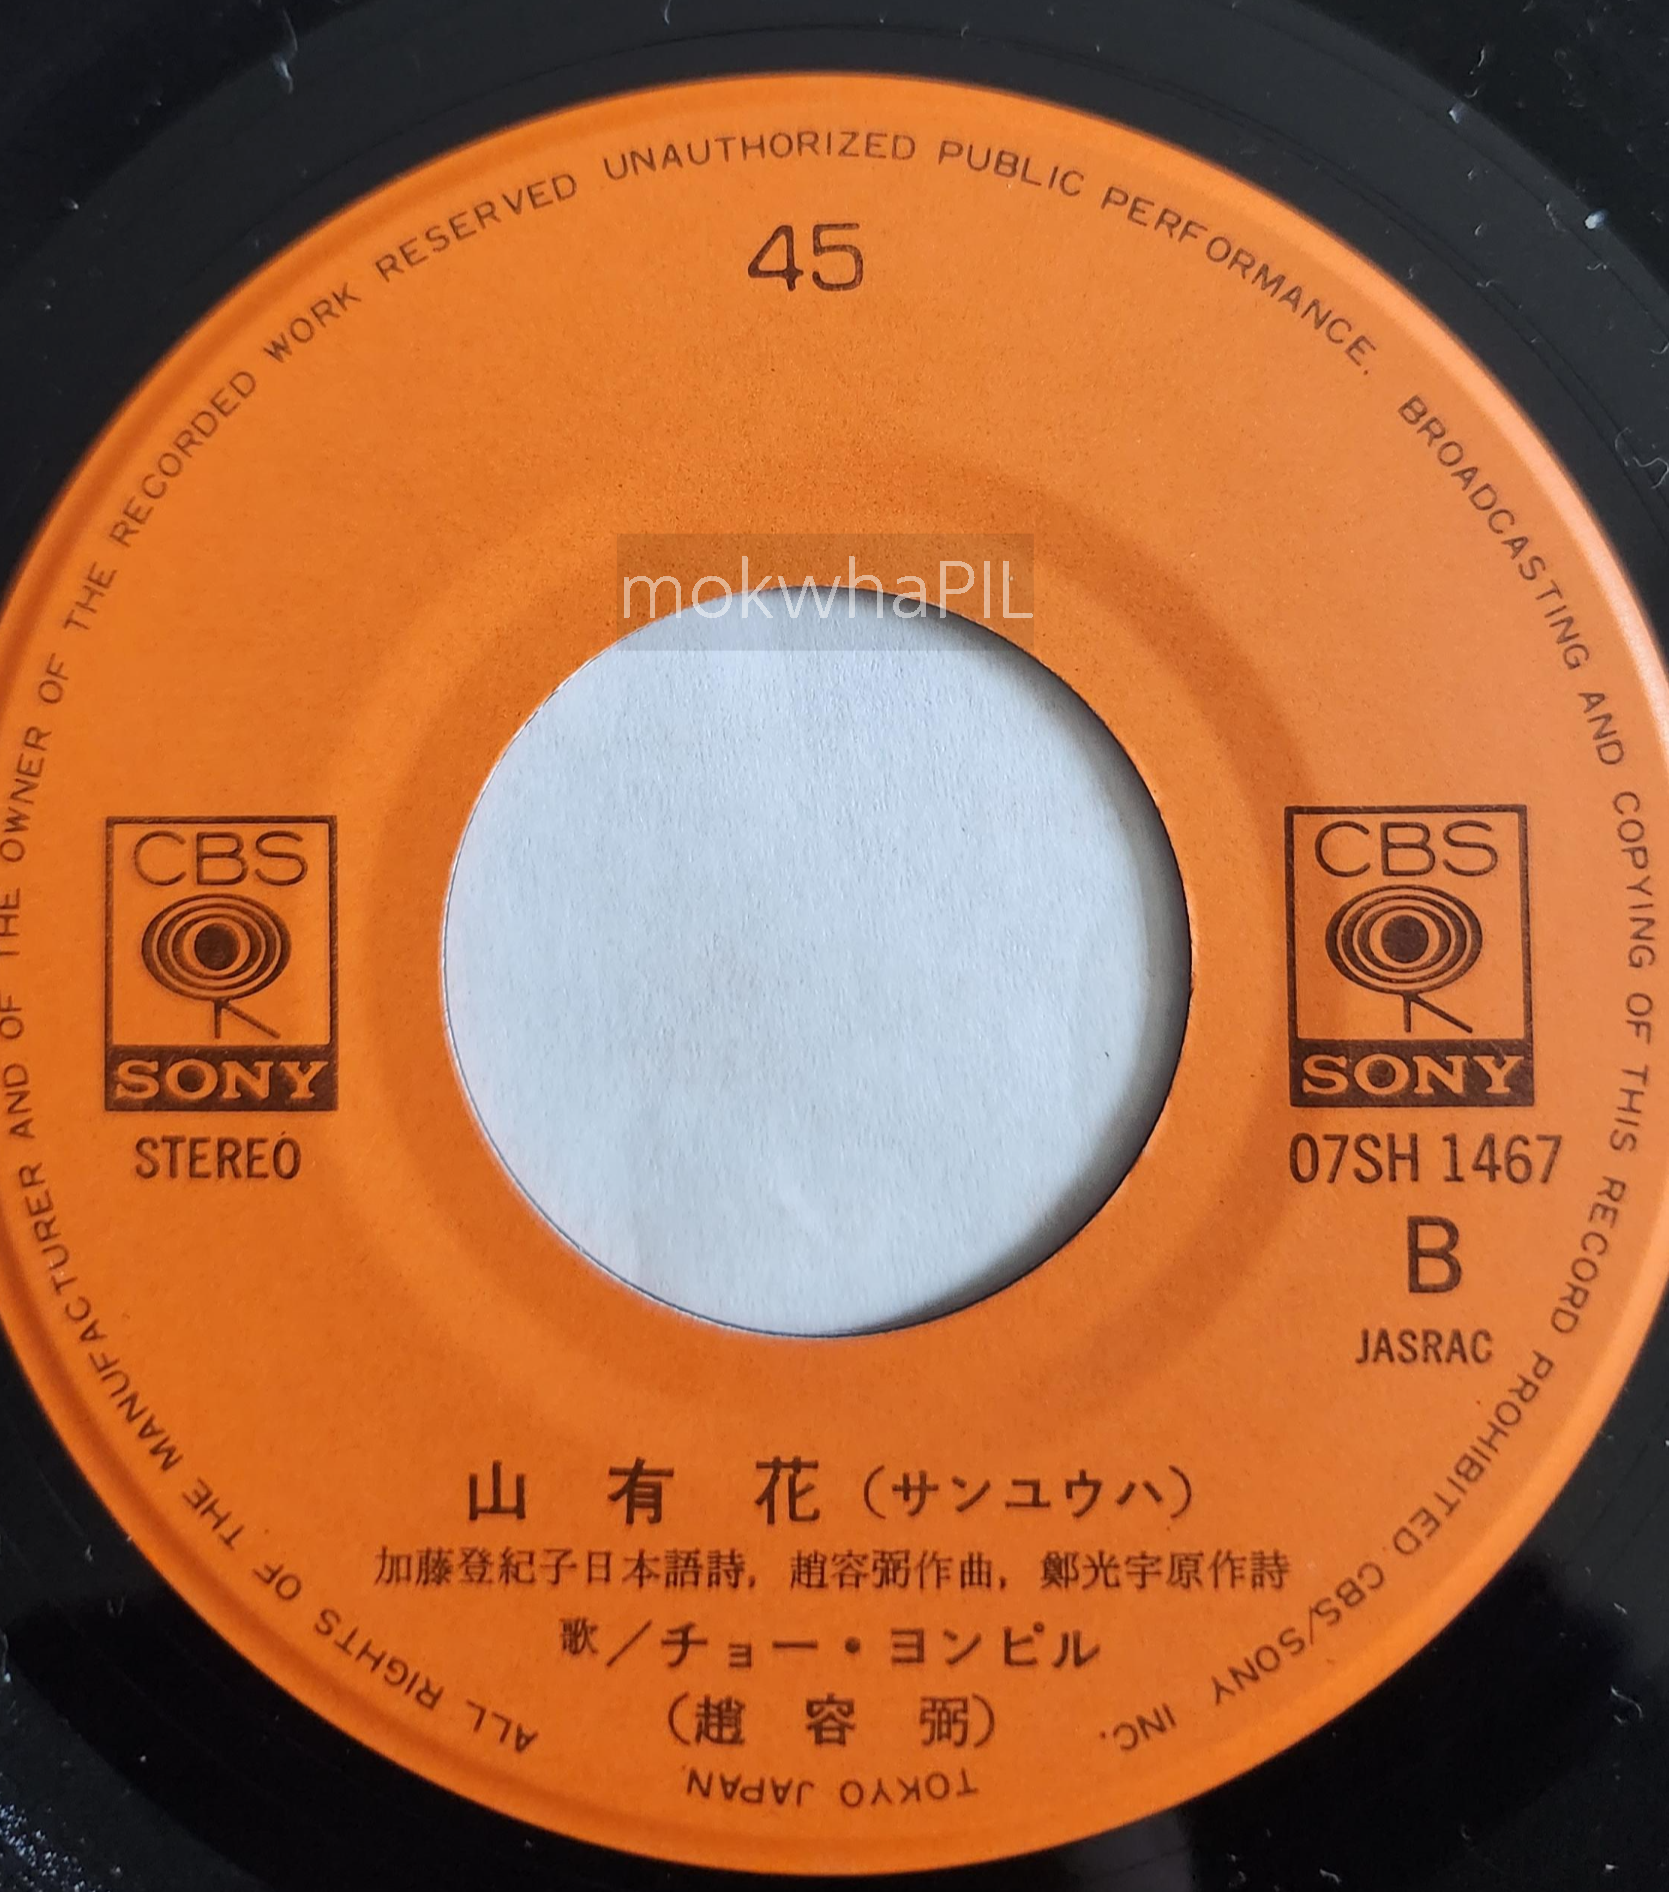 ALL RIGHTS OF THE MANUFACTURER AND OF THE OWNER OF THE RECORDED WORK RESERVED UNAUTHORIZED PUBLIC PERFORMANCE, BROADCASTING AND COPYING OF THIS RECORD PROHIBITED. CBS/SONY INC.
TOKYO JAPAN
45
mokwhaPIL
CBS
SONY
STEREO
CBS
SONY
07SH 1467
B
JASRAC
山有花(サンユウハ)
加藤登紀子日本語詩, 趙容弼作曲, 鄭光宇原作詩
歌/チョー・ヨンピル
(趙容弼)